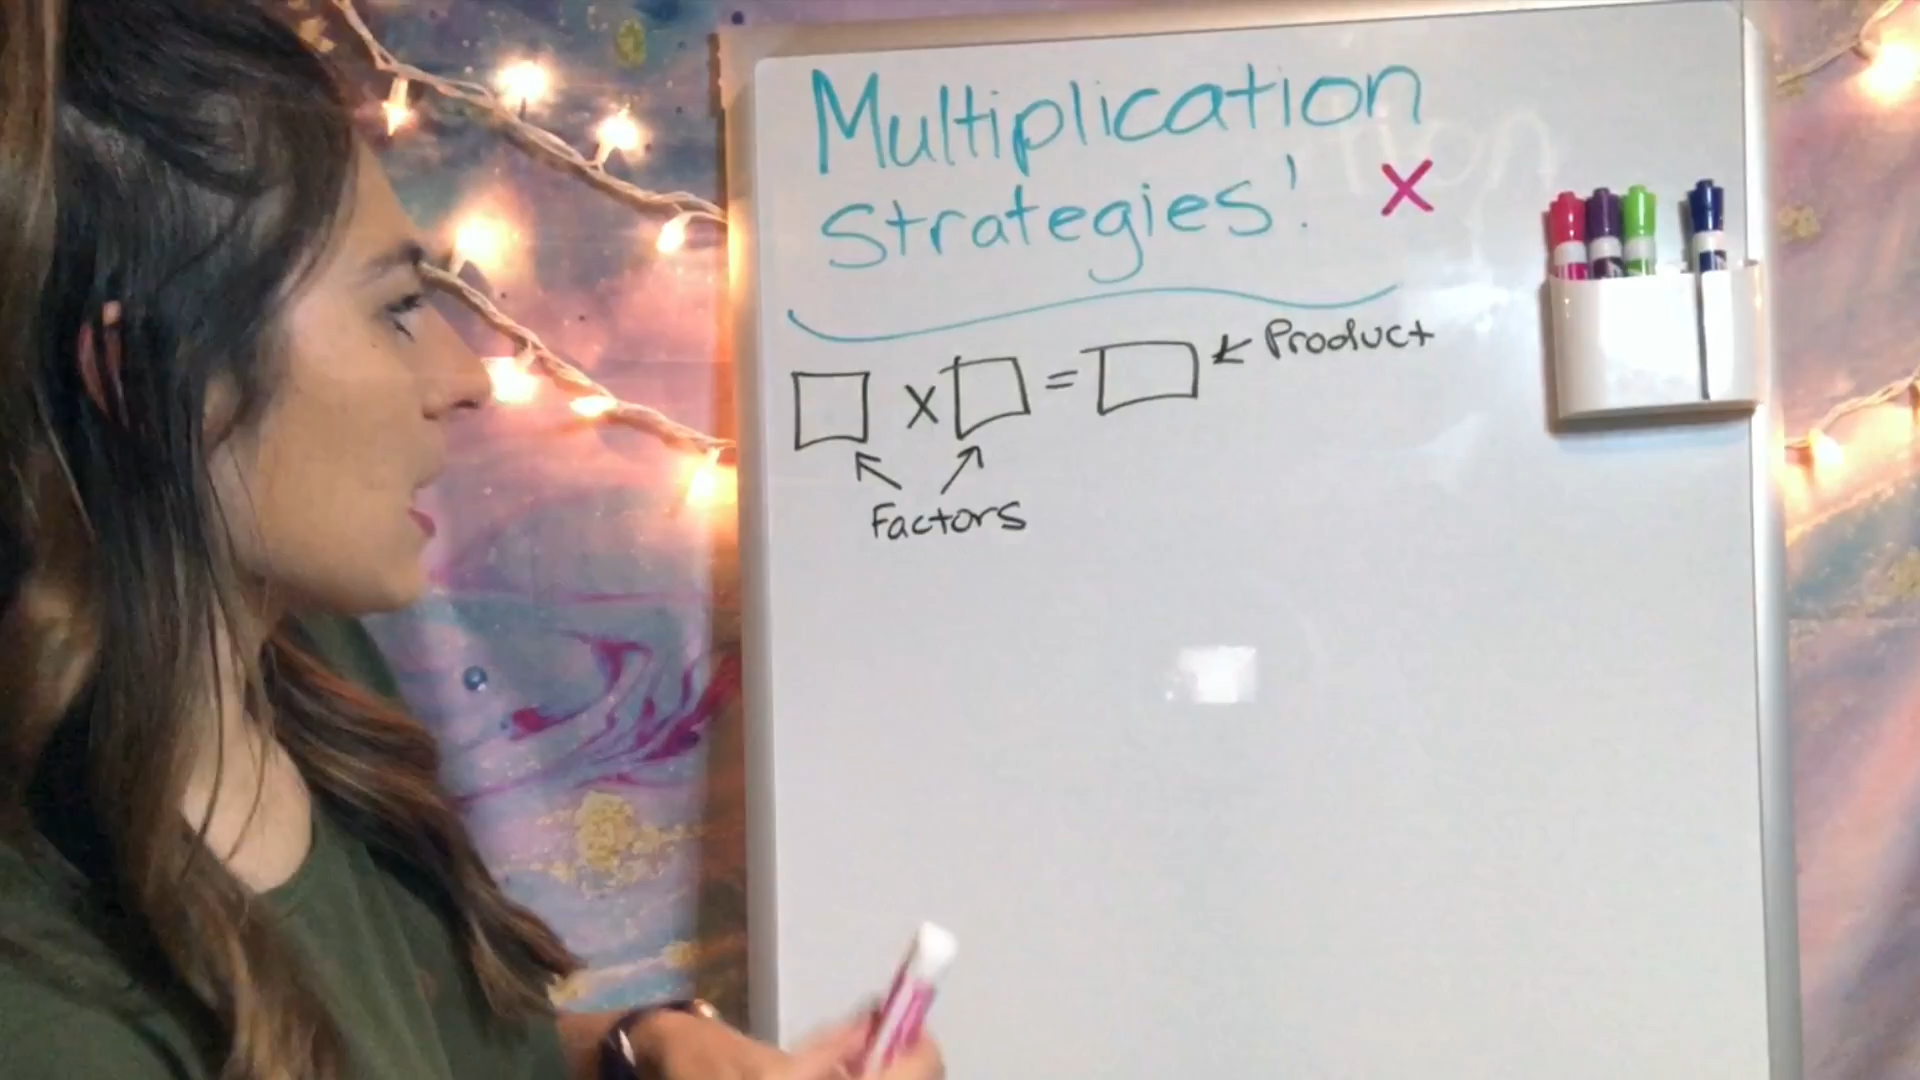 Multiplication
Strategies! x
□ x □ = □ ← Product
Factors